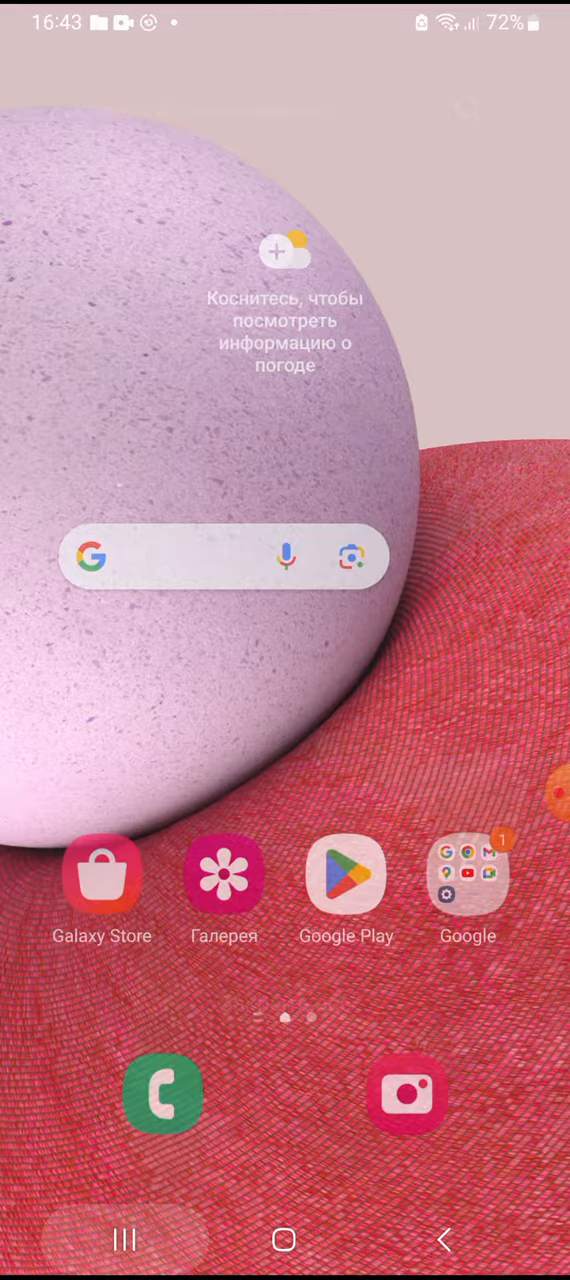 16:43
72%
Коснитесь, чтобы
посмотреть
информацию о
погоде
1
Galaxy Store
Галерея
Google Play
Google